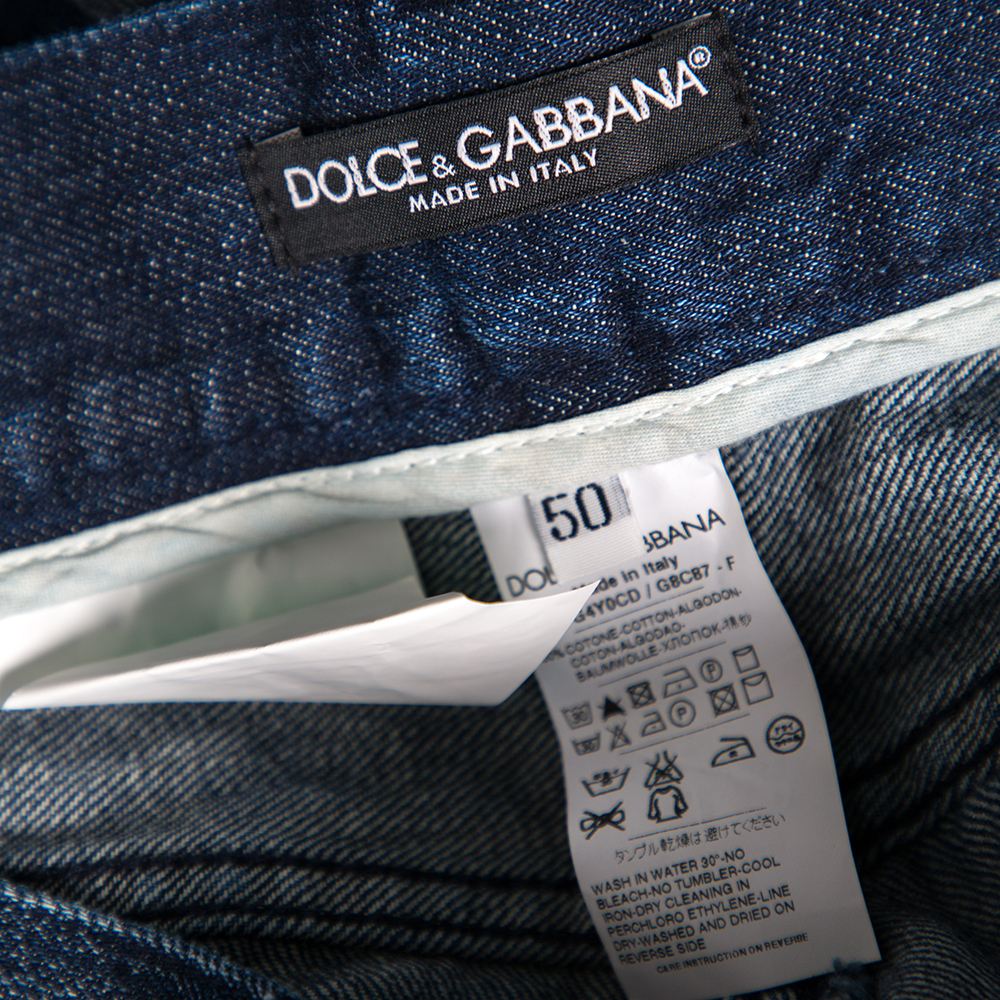 DOLCE & GABBANA®
MADE IN ITALY
50
DOL BBANA
Made in Italy
G4Y0CD / G8C87 - F
% COTONE-COTTON-ALGODON-
COTON-ALGODAO-
BAUMWOLLE-ХЛОПОК-棉紗
タンブル乾燥は避けてください
WASH IN WATER 30°-NO
BLEACH-NO TUMBLER-COOL
IRON-DRY CLEANING IN
PERCHLORO ETHYLENE-LINE
DRY-WASHED AND DRIED ON
REVERSE SIDE
CARE INSTRUCTION ON REVERSE